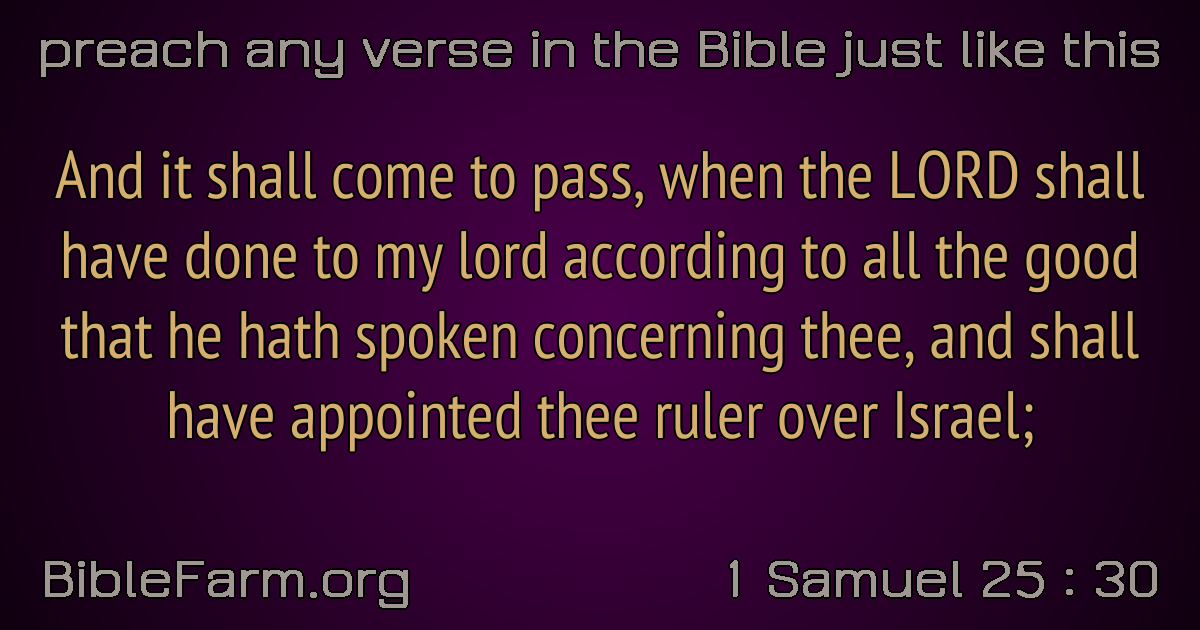 preach any verse in the Bible just like this
And it shall come to pass, when the LORD shall
have done to my lord according to all the good
that he hath spoken concerning thee, and shall
have appointed thee ruler over Israel;
BibleFarm.org
1 Samuel 25 : 30